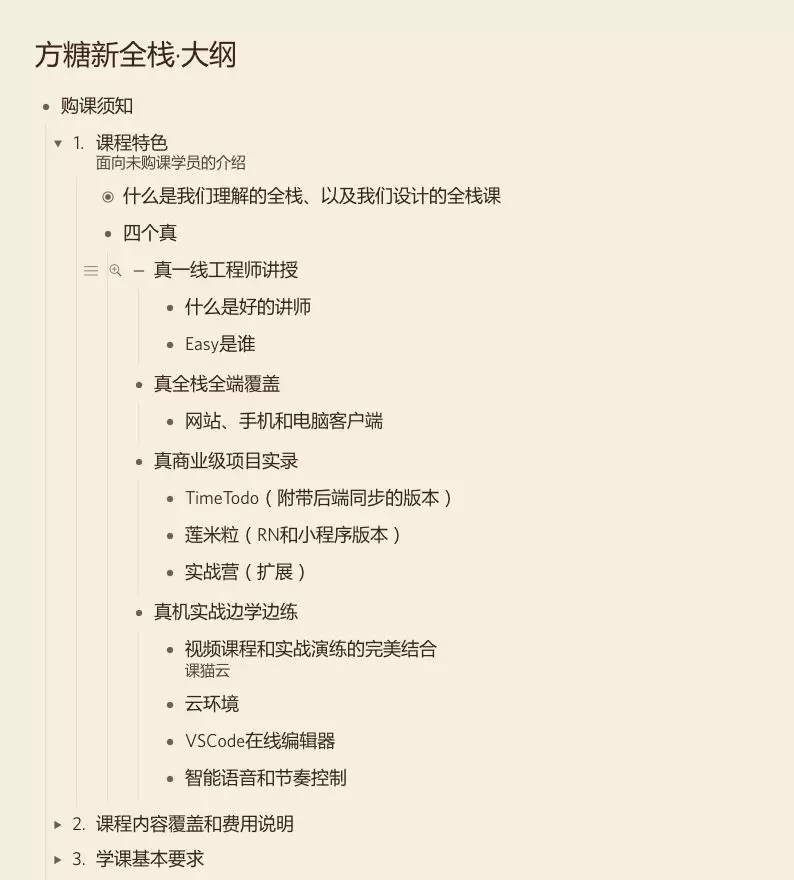 方糖新全栈·大纲
购课须知
1. 课程特色
面向未购课学员的介绍
什么是我们理解的全栈、以及我们设计的全栈课
四个真
真一线工程师讲授
什么是好的讲师
Easy是谁
真全栈全端覆盖
网站、手机和电脑客户端
真商业级项目实录
TimeTodo（附带后端同步的版本）
莲米粒（RN和小程序版本）
实战营（扩展）
真机实战边学边练
视频课程和实战演练的完美结合
课猫云
云环境
VSCode在线编辑器
智能语音和节奏控制
2. 课程内容覆盖和费用说明
3. 学课基本要求